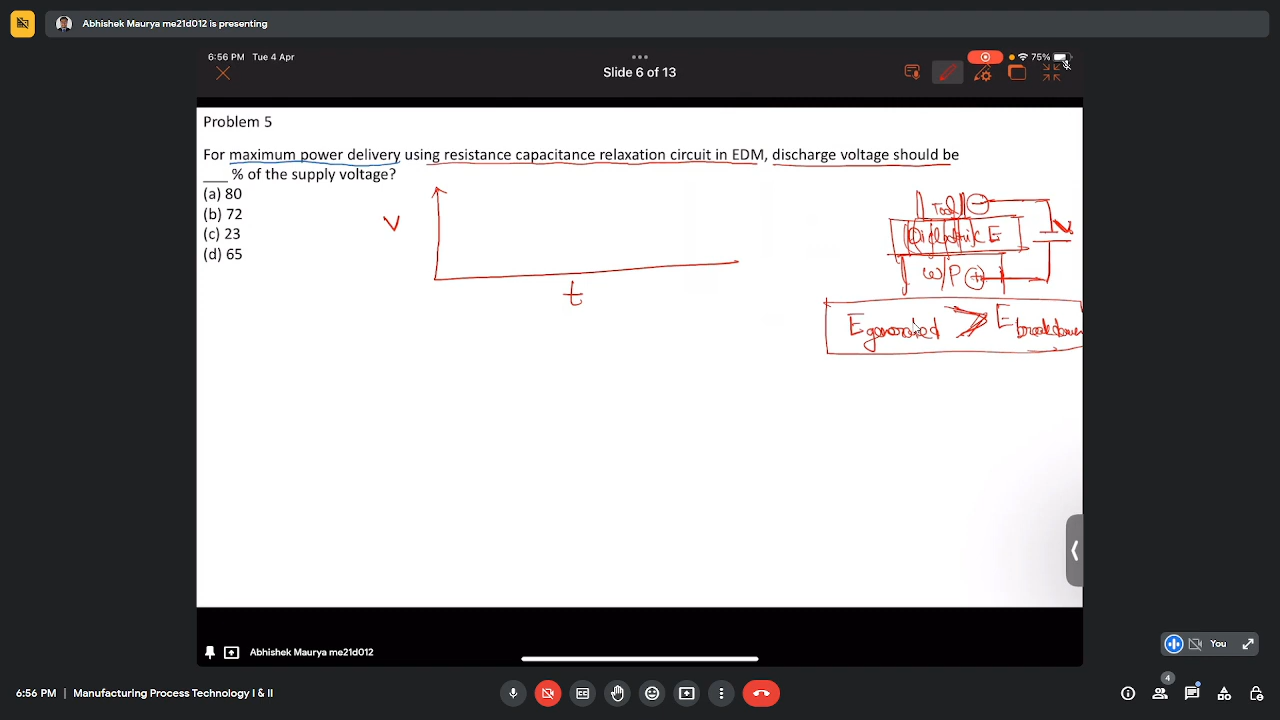 Abhishek Maurya me21d012 is presenting
6:56 PM Tue 4 Apr
75%
Slide 6 of 13
Problem 5
For maximum power delivery using resistance capacitance relaxation circuit in EDM, discharge voltage should be
___ % of the supply voltage?
(a) 80
(b) 72
(c) 23
(d) 65
V
t
Tool
Dielectric E
V
W/P
E generated > E breakdown
Abhishek Maurya me21d012
You
4
6:56 PM | Manufacturing Process Technology I & II